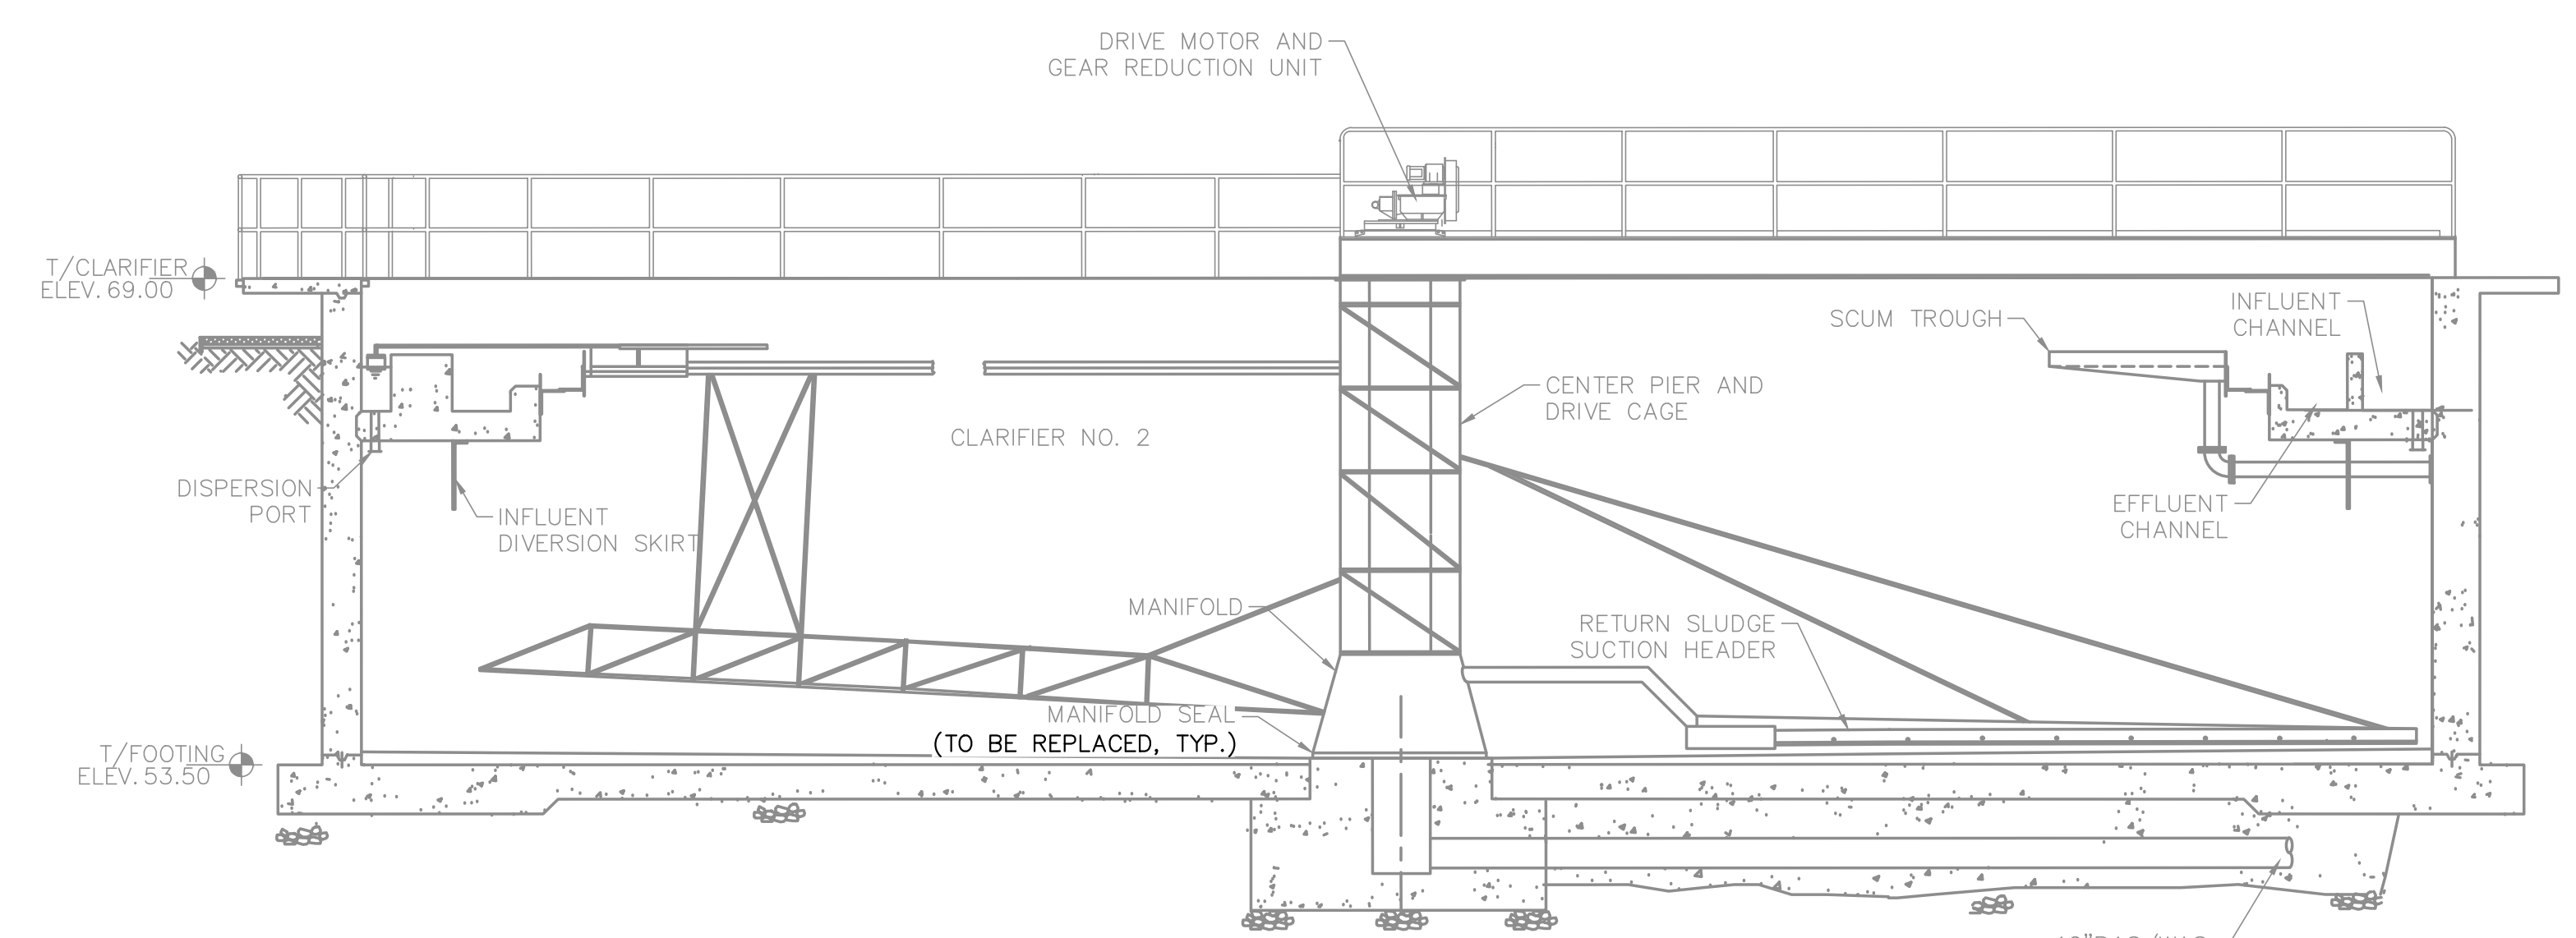 DRIVE MOTOR AND
GEAR REDUCTION UNIT
T/CLARIFIER
ELEV. 69.00
SCUM TROUGH
INFLUENT
CHANNEL
CENTER PIER AND
DRIVE CAGE
CLARIFIER NO. 2
DISPERSION
PORT
INFLUENT
DIVERSION SKIRT
EFFLUENT
CHANNEL
MANIFOLD
RETURN SLUDGE
SUCTION HEADER
MANIFOLD SEAL
(TO BE REPLACED, TYP.)
T/FOOTING
ELEV. 53.50